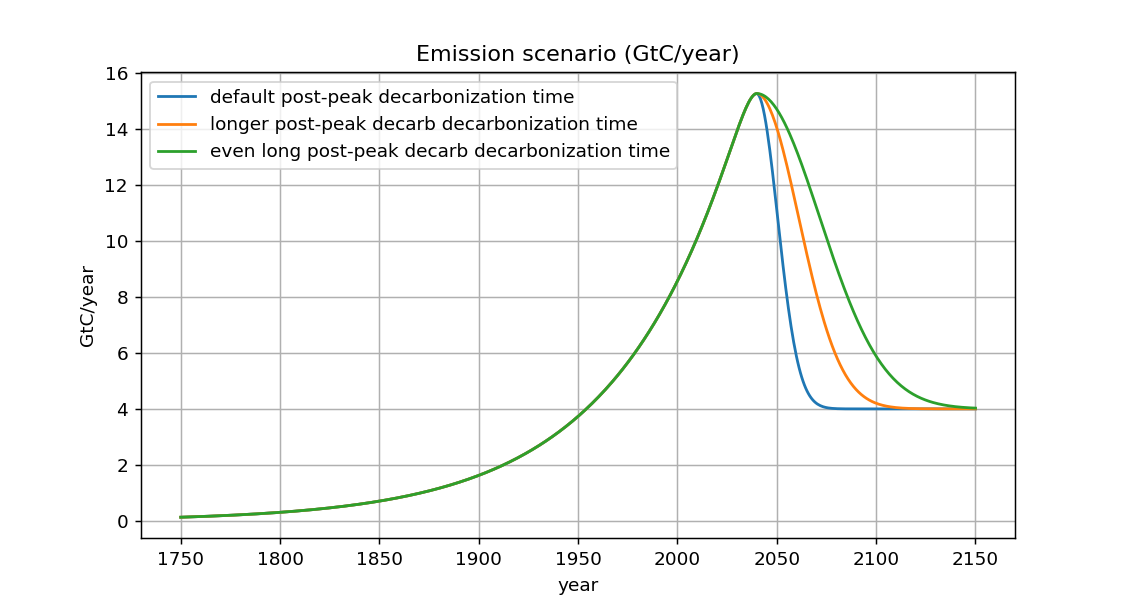 Emission scenario (GtC/year)
16
14
12
10
8
6
4
2
0
GtC/year
default post-peak decarbonization time
longer post-peak decarb decarbonization time
even long post-peak decarb decarbonization time
1750 1800 1850 1900 1950 2000 2050 2100 2150
year